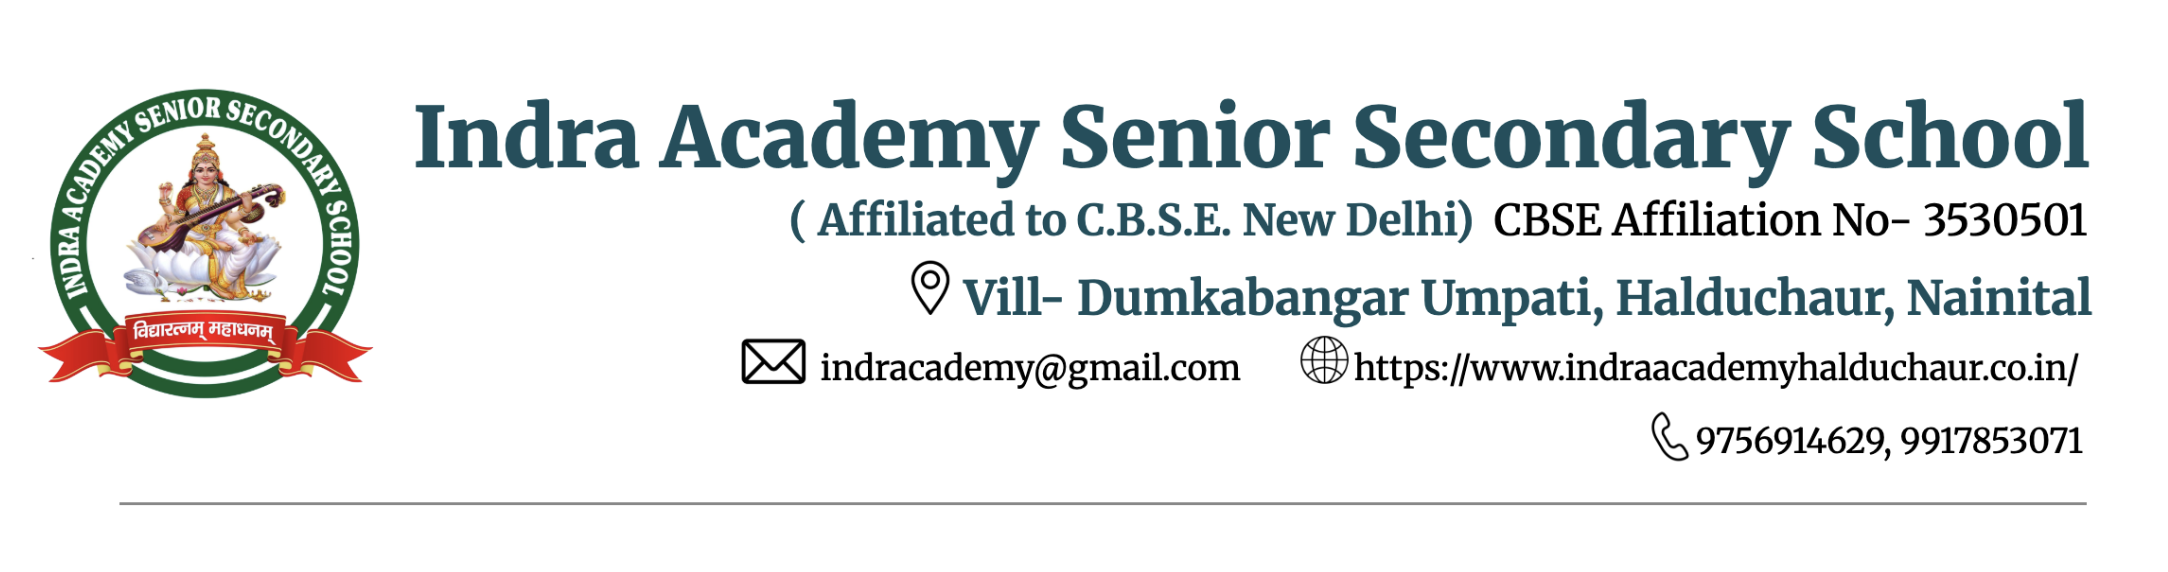 INDRA ACADEMY SENIOR SECONDARY SCHOOL
विद्यारत्नम् महाधनम्
Indra Academy Senior Secondary School
( Affiliated to C.B.S.E. New Delhi) CBSE Affiliation No- 3530501
Vill- Dumkabangar Umpati, Halduchaur, Nainital
indracademy@gmail.com https://www.indraacademyhalduchaur.co.in/
9756914629, 9917853071